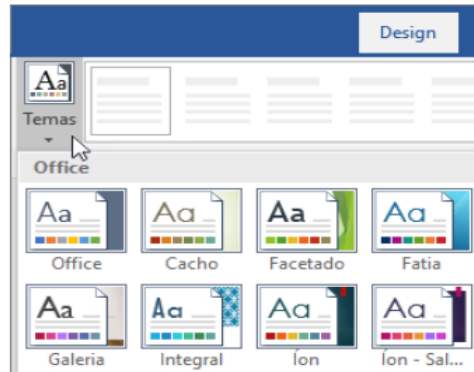 Design
Aa
Temas
Office
Aa Aa Aa Aa
Office Cacho Facetado Fatia
Aa Aa Aa Aa
Galeria Integral Íon Íon - Sal...